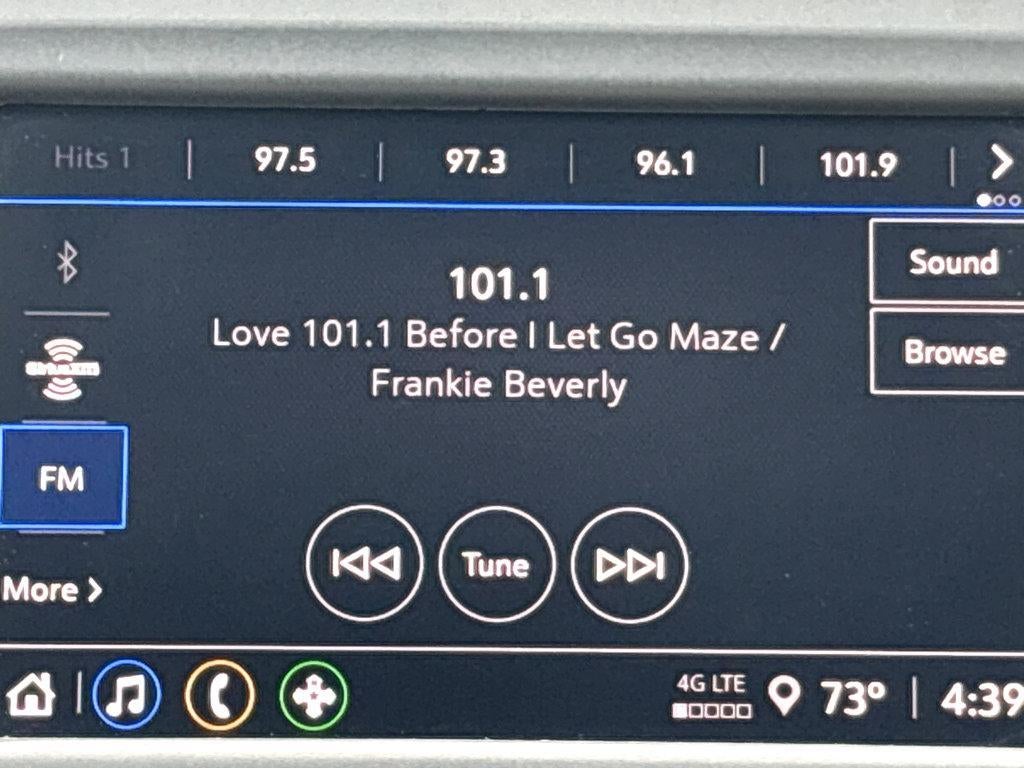 Hits 1 | 97.5 | 97.3 | 96.1 | 101.9 |
Sound
101.1
Love 101.1 Before I Let Go Maze /
Frankie Beverly
Browse
SiriusXM
FM
Tune
More
4G LTE
73° | 4:39